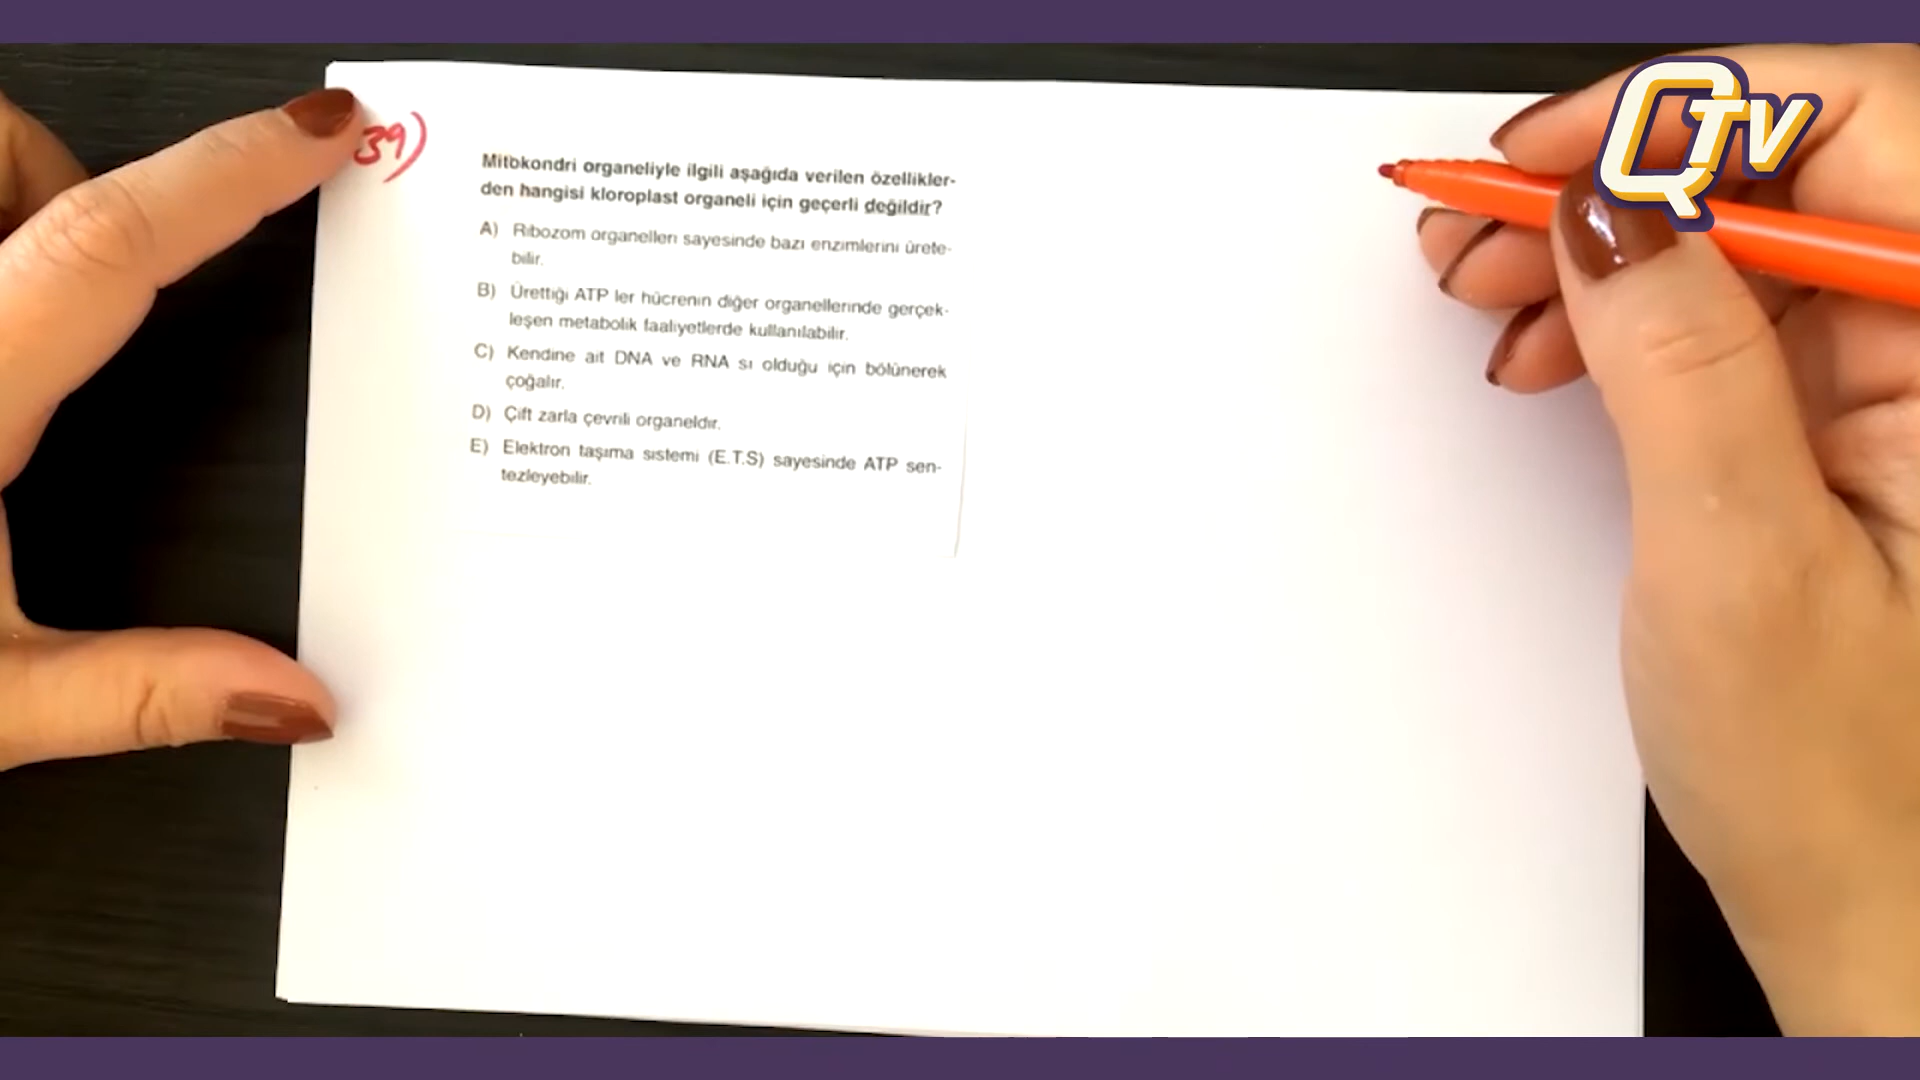 QTV
39)
Mitokondri organeliyle ilgili aşağıda verilen özellikler-
den hangisi kloroplast organeli için geçerli değildir?
A) Ribozom organelleri sayesinde bazı enzimlerini ürete-
bilir.
B) Ürettiği ATP ler hücrenin diğer organellerinde gerçek-
leşen metabolik faaliyetlerde kullanılabilir.
C) Kendine ait DNA ve RNA sı olduğu için bölünerek
çoğalır.
D) Çift zarla çevrili organeldir.
E) Elektron taşıma sistemi (E.T.S) sayesinde ATP sen-
tezleyebilir.